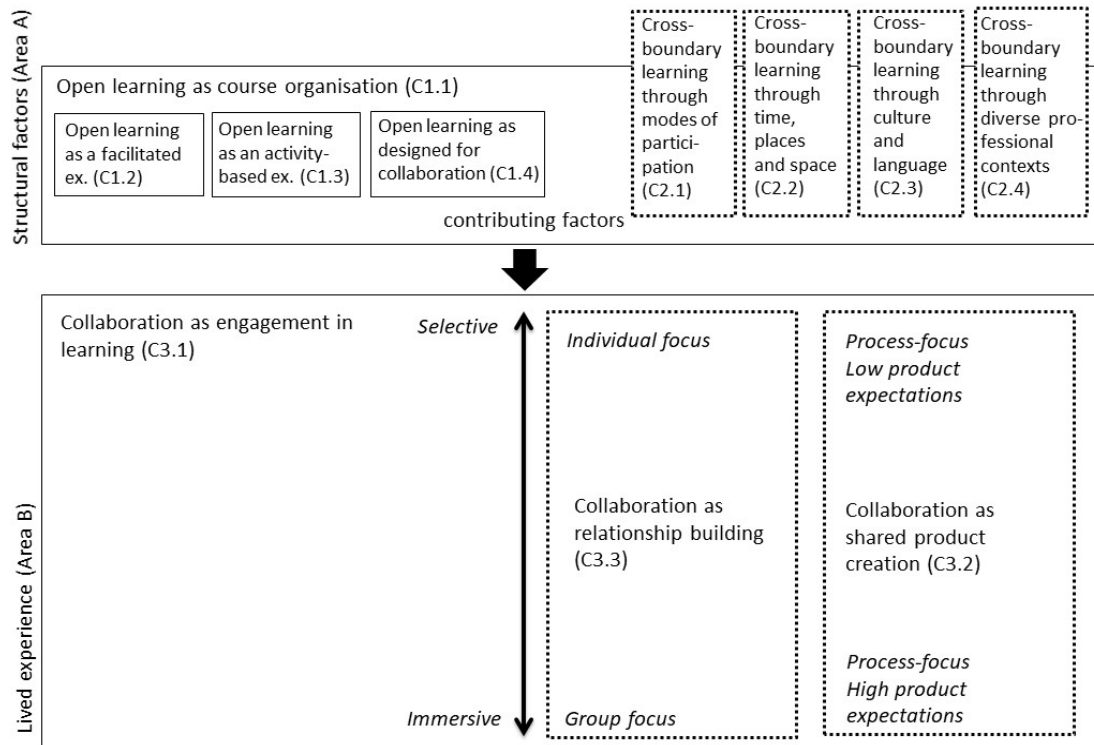 Structural factors (Area A)
Open learning as course organisation (C1.1)
Open learning
as a facilitated
ex. (C1.2)
Open learning
as an activity-
based ex. (C1.3)
Open learning as
designed for
collaboration (C1.4)
Cross-
boundary
learning
through
modes of
partici-
pation
(C2.1)
Cross-
boundary
learning
through
time,
places
and space
(C2.2)
Cross-
boundary
learning
through
culture
and
language
(C2.3)
Cross-
boundary
learning
through
diverse pro-
fessional
contexts
(C2.4)
contributing factors
Lived experience (Area B)
Collaboration as engagement in
learning (C3.1)
Selective
Immersive
Individual focus
Collaboration as
relationship building
(C3.3)
Group focus
Process-focus
Low product
expectations
Collaboration as
shared product
creation (C3.2)
Process-focus
High product
expectations